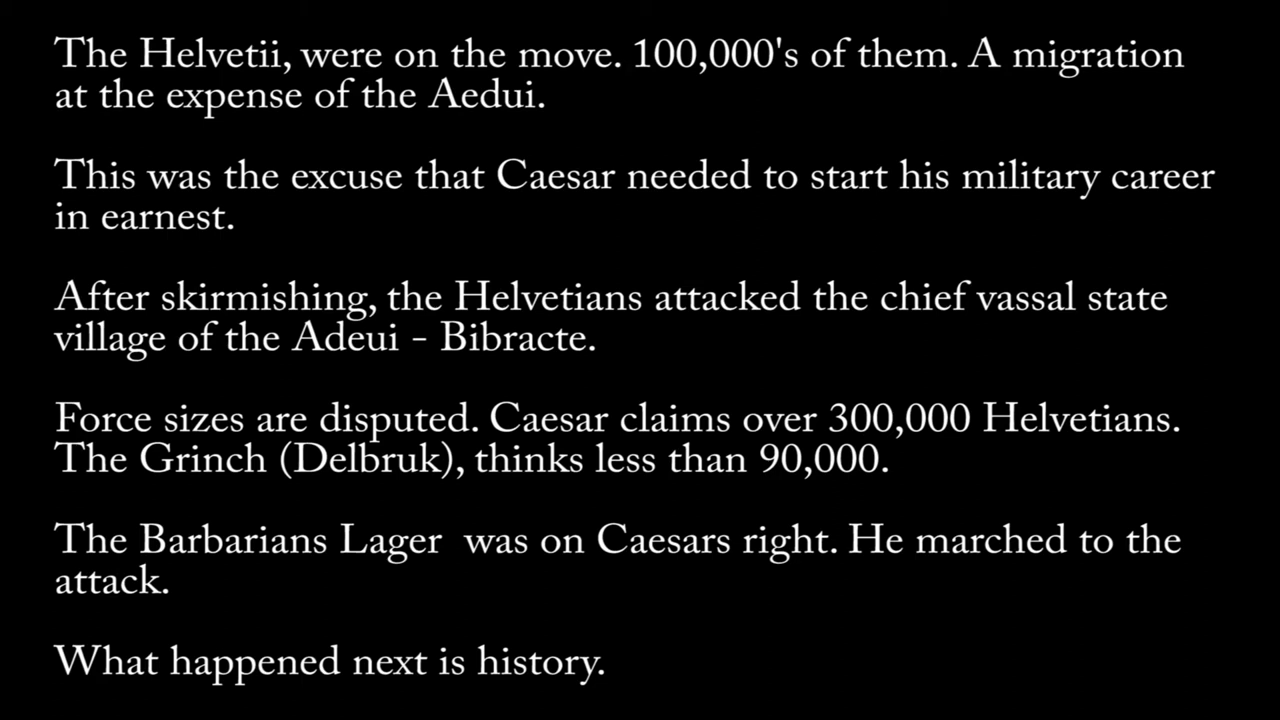 The Helvetii, were on the move. 100,000's of them. A migration
at the expense of the Aedui.
This was the excuse that Caesar needed to start his military career
in earnest.
After skirmishing, the Helvetians attacked the chief vassal state
village of the Adeui - Bibracte.
Force sizes are disputed. Caesar claims over 300,000 Helvetians.
The Grinch (Delbruk), thinks less than 90,000.
The Barbarians Lager  was on Caesars right. He marched to the
attack.
What happened next is history.